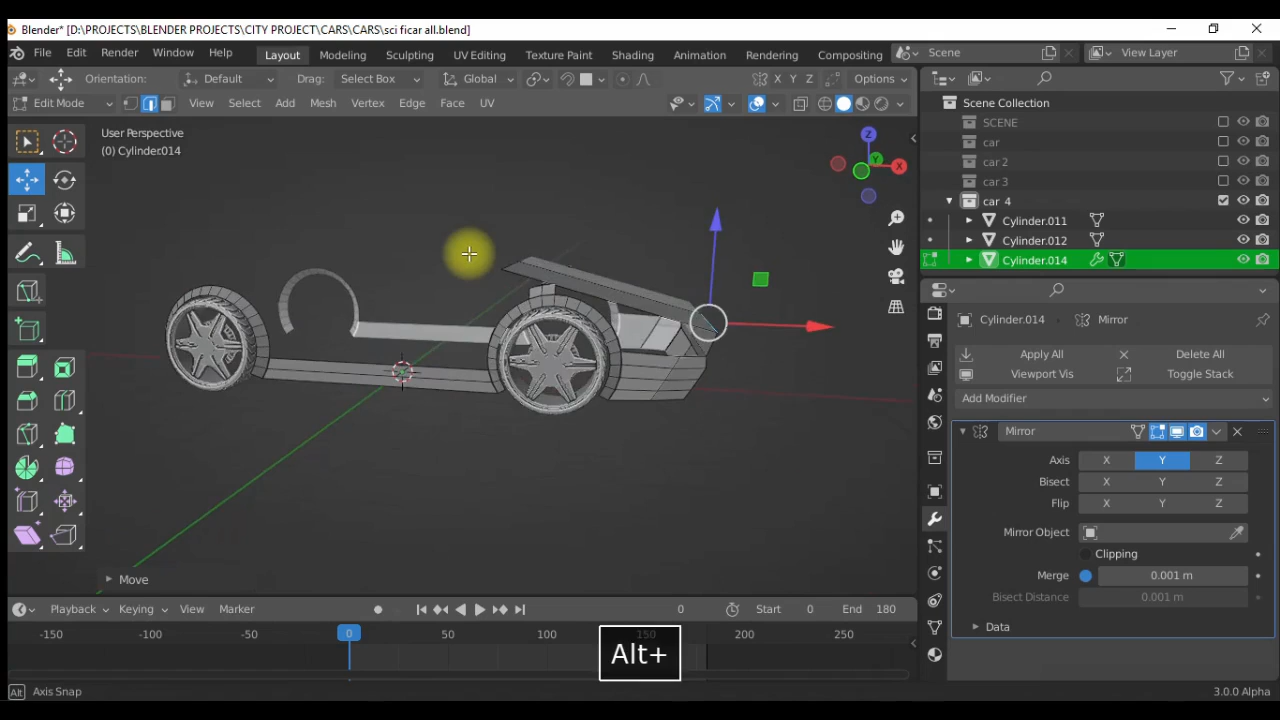 Blender* [D:\PROJECTS\BLENDER PROJECTS\CITY PROJECT\CARS\CARS\sci ficar all.blend]
File Edit Render Window Help Layout Modeling Sculpting UV Editing Texture Paint Shading Animation Rendering Compositing Scene View Layer
Orientation: Default Drag: Select Box Global X Y Z Options
Edit Mode View Select Add Mesh Vertex Edge Face UV
User Perspective
(0) Cylinder.014
Z
Y
X
Move
Scene Collection
SCENE
car
car 2
car 3
car 4
Cylinder.011
Cylinder.012
Cylinder.014
Cylinder.014 Mirror
Apply All Delete All
Viewport Vis Toggle Stack
Add Modifier
Mirror
Axis X Y Z
Bisect X Y Z
Flip X Y Z
Mirror Object
Clipping
Merge 0.001 m
Bisect Distance 0.001 m
Data
Playback Keying View Marker 0 Start 0 End 180
-150 -100 -50 0 50 100 150 200 250
Alt+
Alt Axis Snap 3.0.0 Alpha